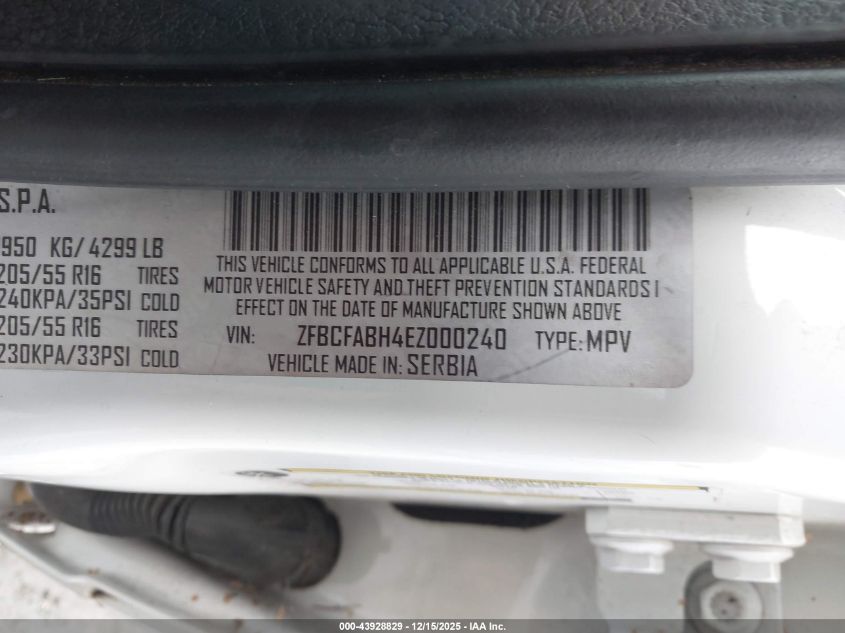 S.P.A.
950 KG/ 4299 LB
205/55 R16 TIRES
240KPA/35PSI COLD
205/55 R16 TIRES
230KPA/33PSI COLD
THIS VEHICLE CONFORMS TO ALL APPLICABLE U.S.A. FEDERAL
MOTOR VEHICLE SAFETY AND THEFT PREVENTION STANDARDS I
EFFECT ON THE DATE OF MANUFACTURE SHOWN ABOVE
VIN: ZFBCFABH4EZ000240 TYPE: MPV
VEHICLE MADE IN: SERBIA
000-43928829 - 12/15/2025 - IAA Inc.